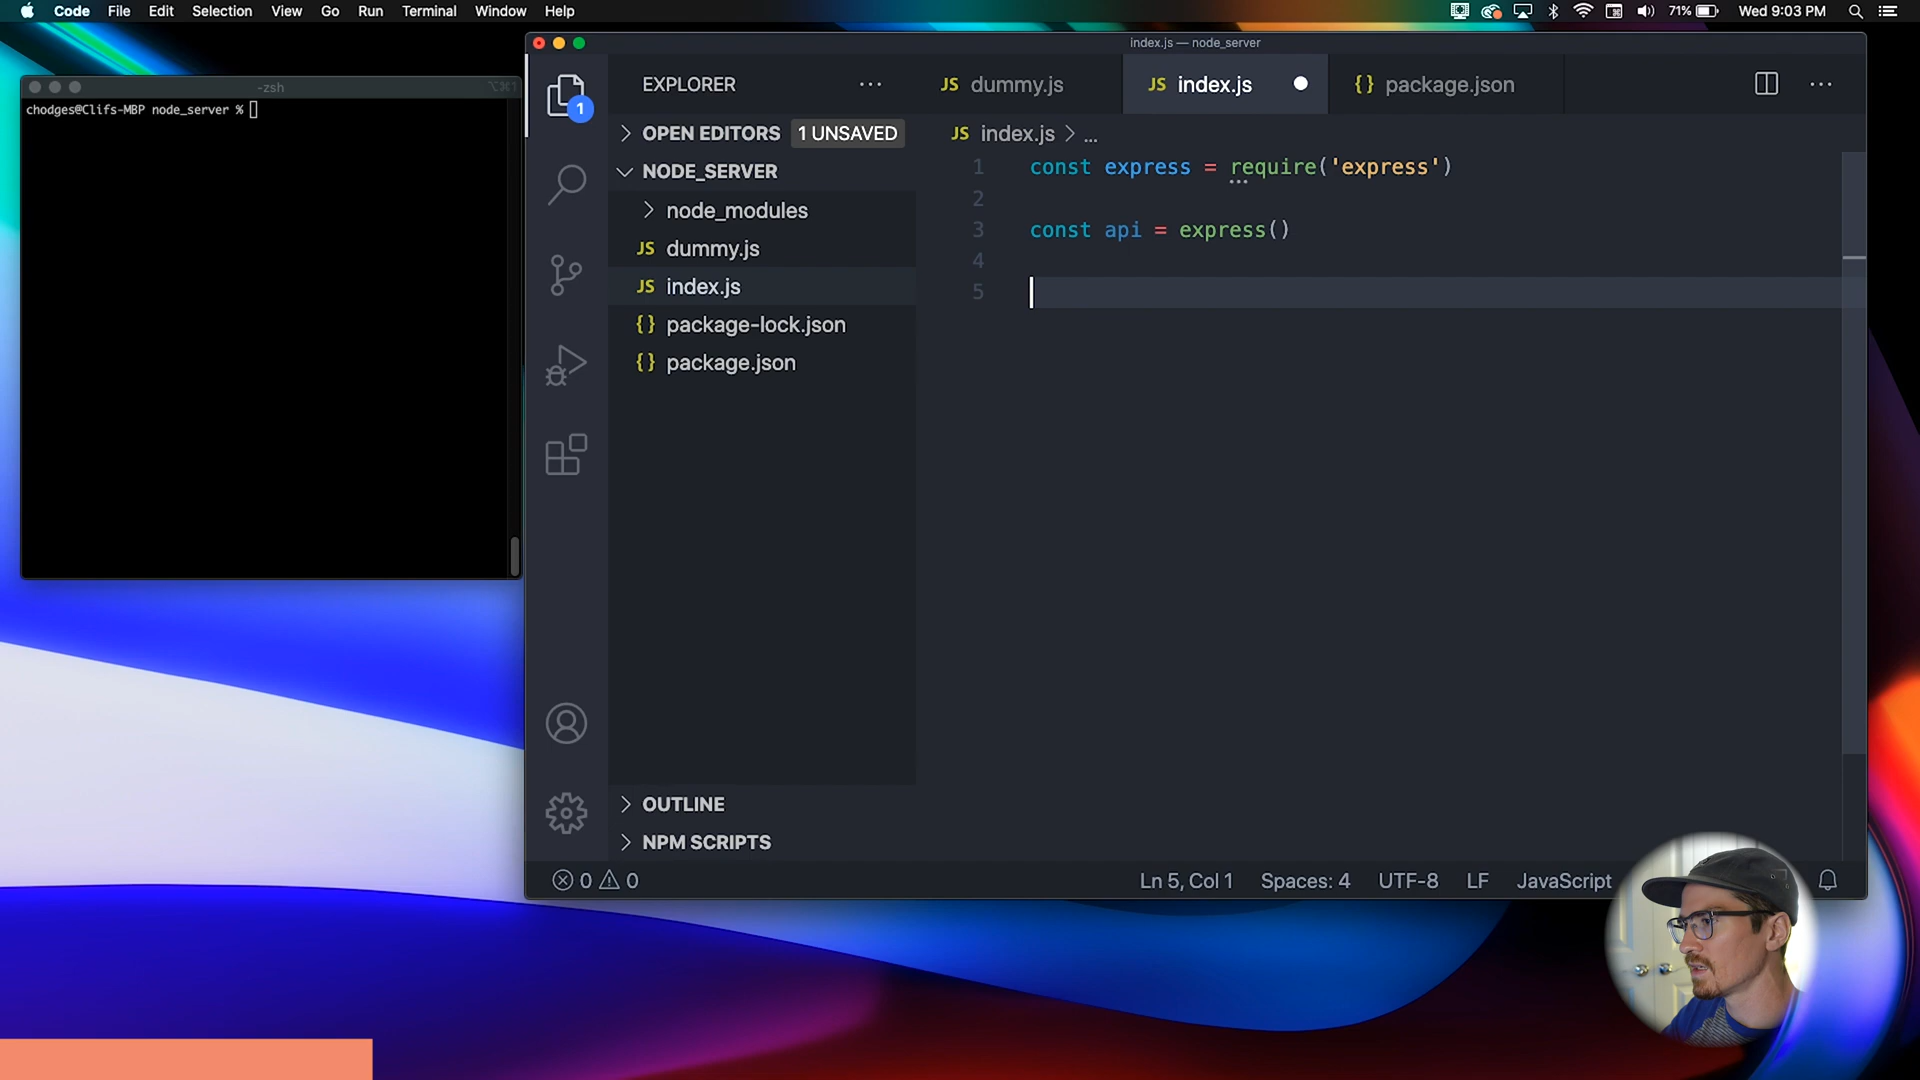 Code File Edit Selection View Go Run Terminal Window Help
71% Wed 9:03 PM
-zsh
chodges@Clifs-MBP node_server %
index.js — node_server
1
EXPLORER
OPEN EDITORS 1 UNSAVED
NODE_SERVER
node_modules
JS dummy.js
JS index.js
{} package-lock.json
{} package.json
OUTLINE
NPM SCRIPTS
JS dummy.js JS index.js {} package.json
JS index.js > ...
1 const express = require('express')
2
3 const api = express()
4
5
0 0 Ln 5, Col 1 Spaces: 4 UTF-8 LF JavaScript